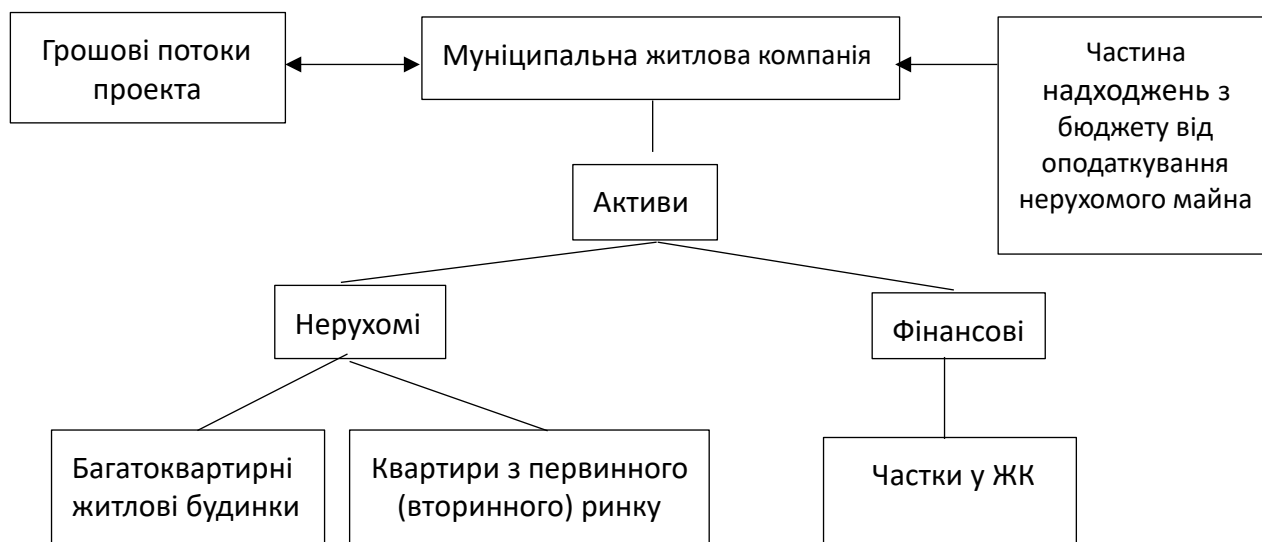 Грошові потоки
проекта
Муніципальна житлова компанія
Частина
надходжень з
бюджету від
оподаткування
нерухомого майна
Активи
Нерухомі
Фінансові
Багатоквартирні
житлові будинки
Квартири з первинного
(вторинного) ринку
Частки у ЖК